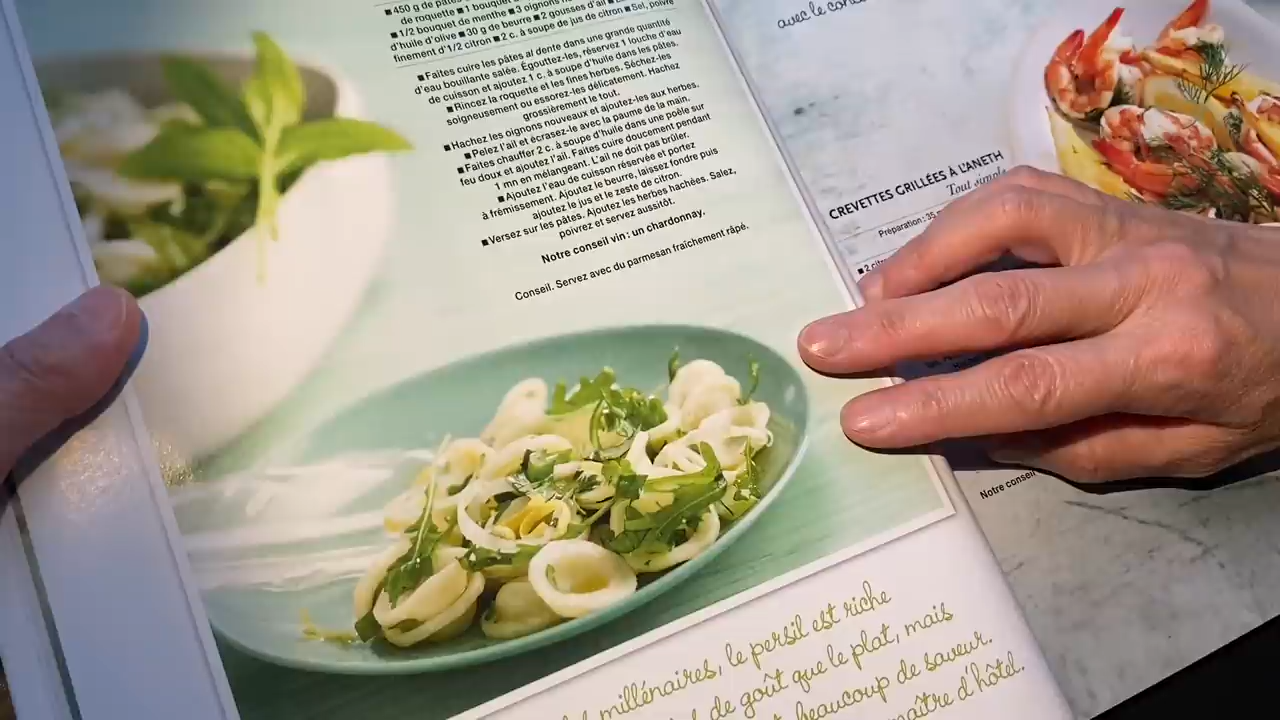 ■450 g de pâtes
de roquette ■1 bouquet
■1/2 bouquet de menthe ■3 oignons
d'huile d'olive ■30 g de beurre ■2 gousses d'ail
finement d'1/2 citron ■2 c. à soupe de jus de citron ■Sel, poivre
■Faites cuire les pâtes al dente dans une grande quantité
d'eau bouillante salée. Égouttez-les, réservez 1 louche d'eau
de cuisson et ajoutez 1 c. à soupe d'huile dans les pâtes.
■Rincez la roquette et les fines herbes. Séchez-les
soigneusement ou essorez-les délicatement. Hachez
grossièrement le tout.
■Hachez les oignons nouveaux et ajoutez-les aux herbes.
■Pelez l'ail et écrasez-le avec la paume de la main.
■Faites chauffer 2 c. à soupe d'huile dans une poêle sur
feu doux et ajoutez l'ail. Faites cuire doucement pendant
1 mn en mélangeant. L'ail ne doit pas brûler.
■Ajoutez l'eau de cuisson réservée et portez
à frémissement. Ajoutez le beurre, laissez fondre puis
ajoutez le jus et le zeste de citron.
■Versez sur les pâtes. Ajoutez les herbes hachées. Salez,
poivrez et servez aussitôt.
Notre conseil vin : un chardonnay.
Conseil. Servez avec du parmesan fraîchement râpé.
millénaires, le persil est riche
de goût que le plat, mais
beaucoup de saveur.
maître d'hôtel.
avec le
CREVETTES GRILLÉES À L'ANETH
Tout simple
Préparation : 35
■2
Notre conseil